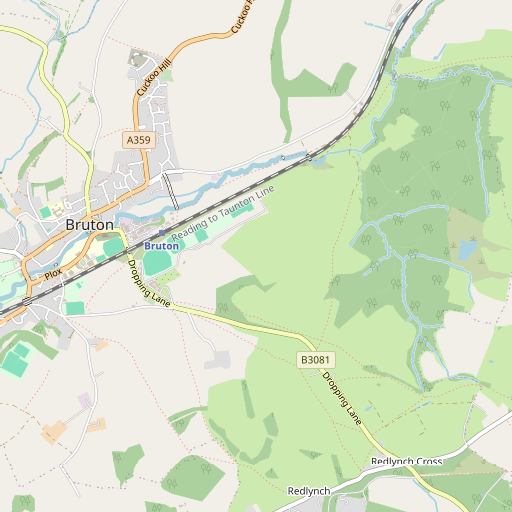 Cuckoo H
Cuckoo Hill
A359
Reading to Taunton Line
Bruton
Bruton
Plox
Dropping Lane
B3081
Dropping Lane
Redlynch Cross
Redlynch